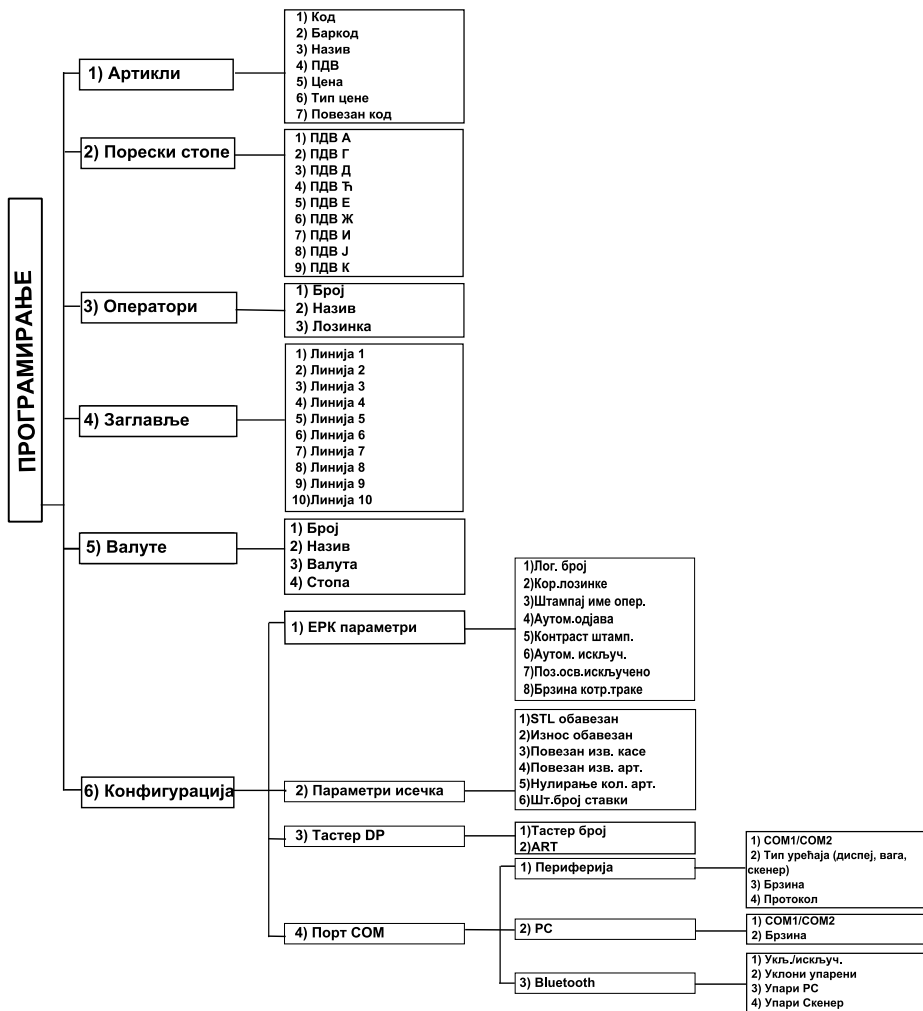 ПРОГРАМИРАЊЕ
1) Артикли
1) Код
2) Баркод
3) Назив
4) ПДВ
5) Цена
6) Тип цене
7) Повезан код
2) Порески стопе
1) ПДВ А
2) ПДВ Г
3) ПДВ Д
4) ПДВ Ђ
5) ПДВ Е
6) ПДВ Ж
7) ПДВ И
8) ПДВ Ј
9) ПДВ К
3) Оператори
1) Број
2) Назив
3) Лозинка
4) Заглавље
1) Линија 1
2) Линија 2
3) Линија 3
4) Линија 4
5) Линија 5
6) Линија 6
7) Линија 7
8) Линија 8
9) Линија 9
10)Линија 10
5) Валуте
1) Број
2) Назив
3) Валута
4) Стопа
6) Конфигурација
1) ЕРК параметри
1)Лог. број
2)Кор.лозинке
3)Штампај име опер.
4)Аутом.одјава
5)Контраст штамп.
6)Аутом. искључ.
7)Поз.осв.искључено
8)Брзина котр.траке
2) Параметри исечка
1)STL обавезан
2)Износ обавезан
3)Повезан изв. касе
4)Повезан изв. арт.
5)Нулирање кол. арт.
6)Шт.број ставки
3) Тастер DP
1)Тастер број
2)ART
4) Порт COM
1) Периферија
1) COM1/COM2
2) Тип урећаја (диспеј, вага,
скенер)
3) Брзина
4) Протокол
2) PC
1) COM1/COM2
2) Брзина
3) Bluetooth
1) Укљ./искључ.
2) Уклони упарени
3) Упари PC
4) Упари Скенер